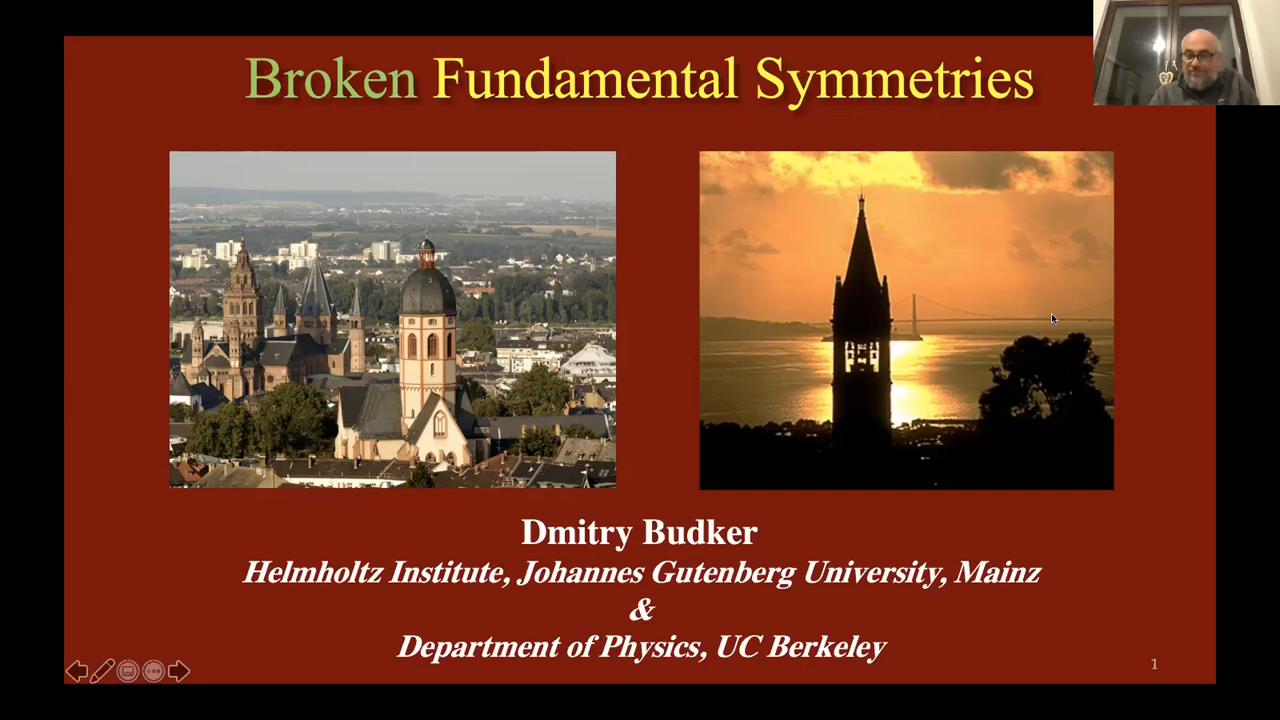 Broken Fundamental Symmetries
Dmitry Budker
Helmholtz Institute, Johannes Gutenberg University, Mainz
&
Department of Physics, UC Berkeley
1